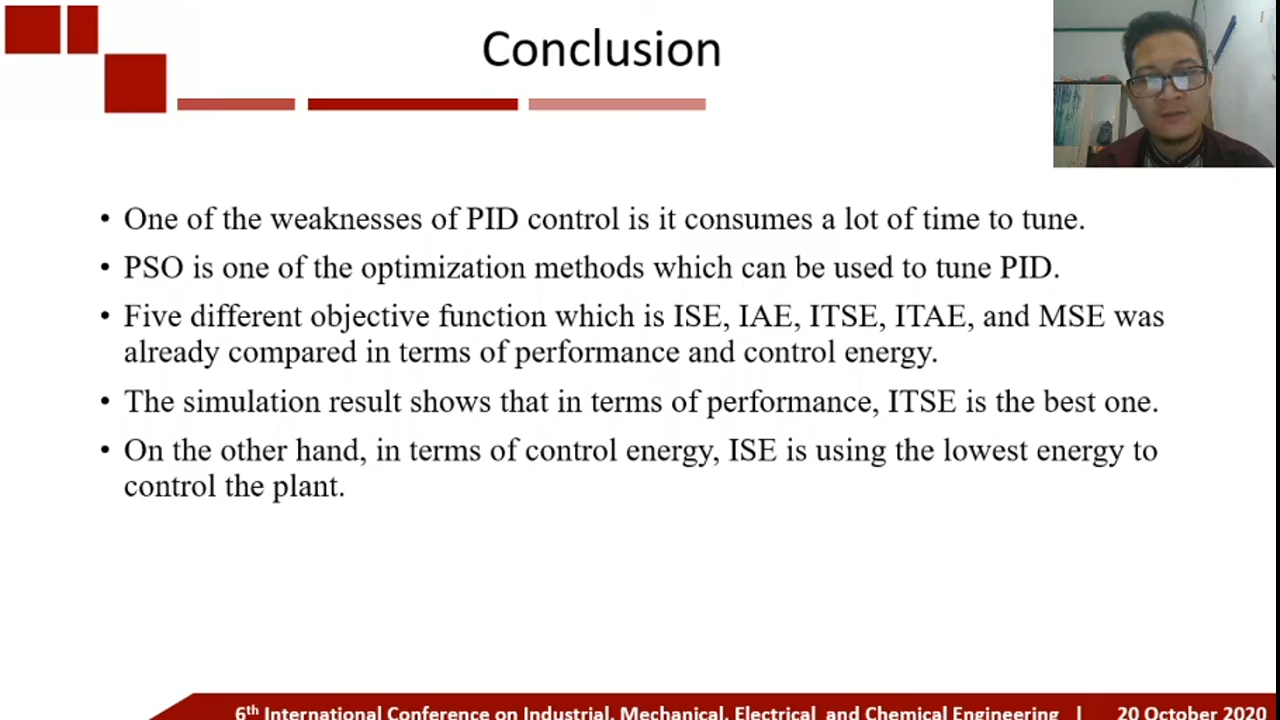 Conclusion
• One of the weaknesses of PID control is it consumes a lot of time to tune.
• PSO is one of the optimization methods which can be used to tune PID.
• Five different objective function which is ISE, IAE, ITSE, ITAE, and MSE was
already compared in terms of performance and control energy.
• The simulation result shows that in terms of performance, ITSE is the best one.
• On the other hand, in terms of control energy, ISE is using the lowest energy to
control the plant.
6th International Conference on Industrial, Mechanical, Electrical, and Chemical Engineering | 20 October 2020